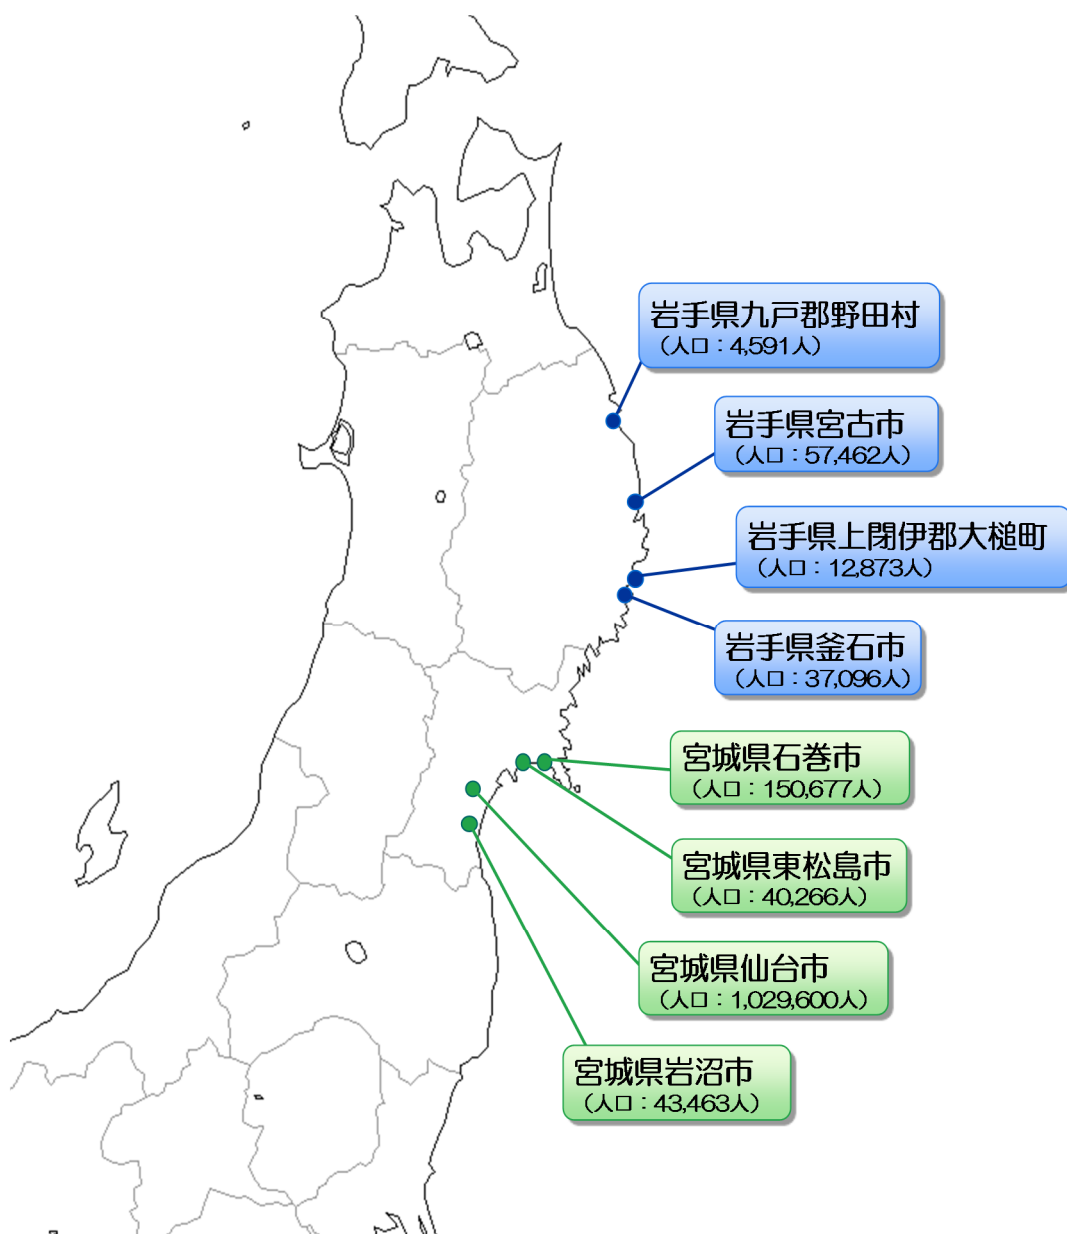 岩手県九戸郡野田村
（人口：4,591人）
岩手県宮古市
（人口：57,462人）
岩手県上閉伊郡大槌町
（人口：12,873人）
岩手県釜石市
（人口：37,096人）
宮城県石巻市
（人口：150,677人）
宮城県東松島市
（人口：40,266人）
宮城県仙台市
（人口：1,029,600人）
宮城県岩沼市
（人口：43,463人）